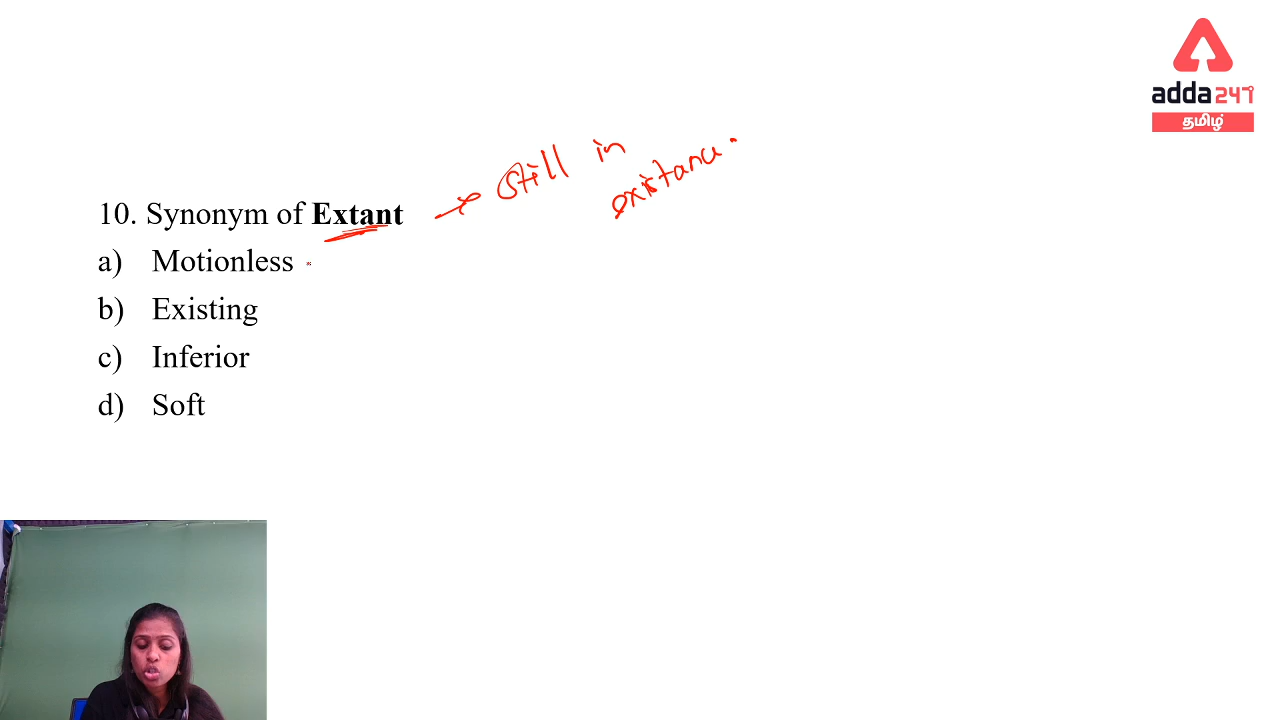 adda247
தமிழ்
Still in
existance.
10. Synonym of Extant
a) Motionless
b) Existing
c) Inferior
d) Soft